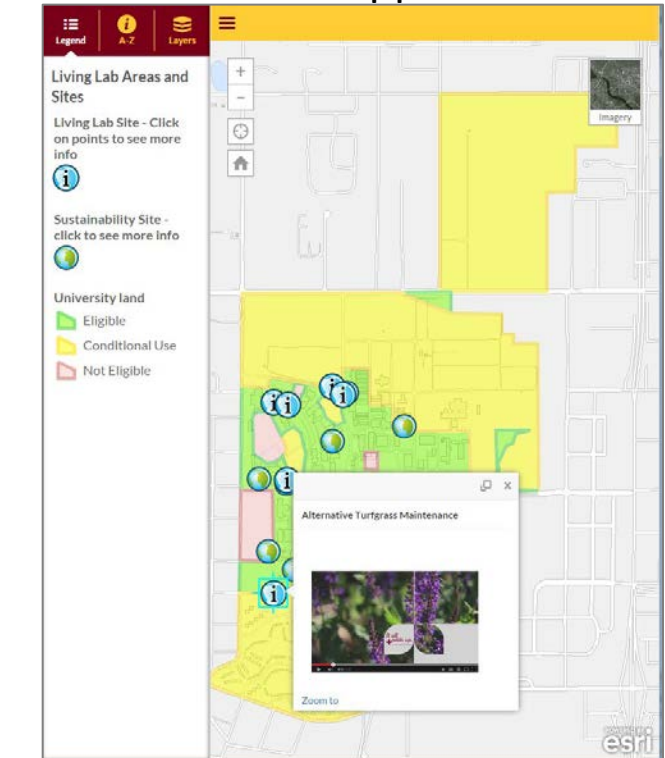 Legend
A-Z
Layers
Living Lab Areas and
Sites
Living Lab Site - Click
on points to see more
info
Sustainability Site -
click to see more info
University land
Eligible
Conditional Use
Not Eligible
+
-
Imagery
Alternative Turfgrass Maintenance
x
Zoom to
esri